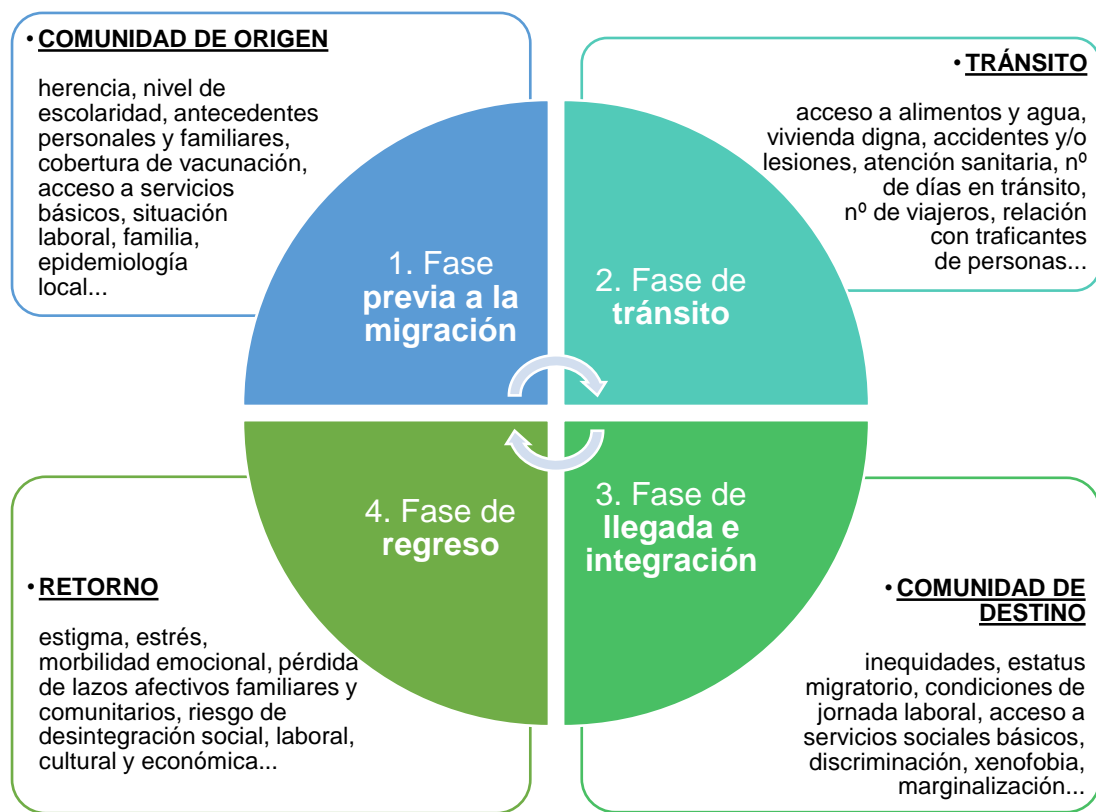 • COMUNIDAD DE ORIGEN
herencia, nivel de
escolaridad, antecedentes
personales y familiares,
cobertura de vacunación,
acceso a servicios
básicos, situación
laboral, familia,
epidemiología
local...
• TRÁNSITO
acceso a alimentos y agua,
vivienda digna, accidentes y/o
lesiones, atención sanitaria, nº
de días en tránsito,
nº de viajeros, relación
con traficantes
de personas...
1. Fase
previa a la
migración
2. Fase de
tránsito
4. Fase de
regreso
3. Fase de
llegada e
integración
• RETORNO
estigma, estrés,
morbilidad emocional, pérdida
de lazos afectivos familiares y
comunitarios, riesgo de
desintegración social, laboral,
cultural y económica...
• COMUNIDAD DE
DESTINO
inequidades, estatus
migratorio, condiciones de
jornada laboral, acceso a
servicios sociales básicos,
discriminación, xenofobia,
marginalización...